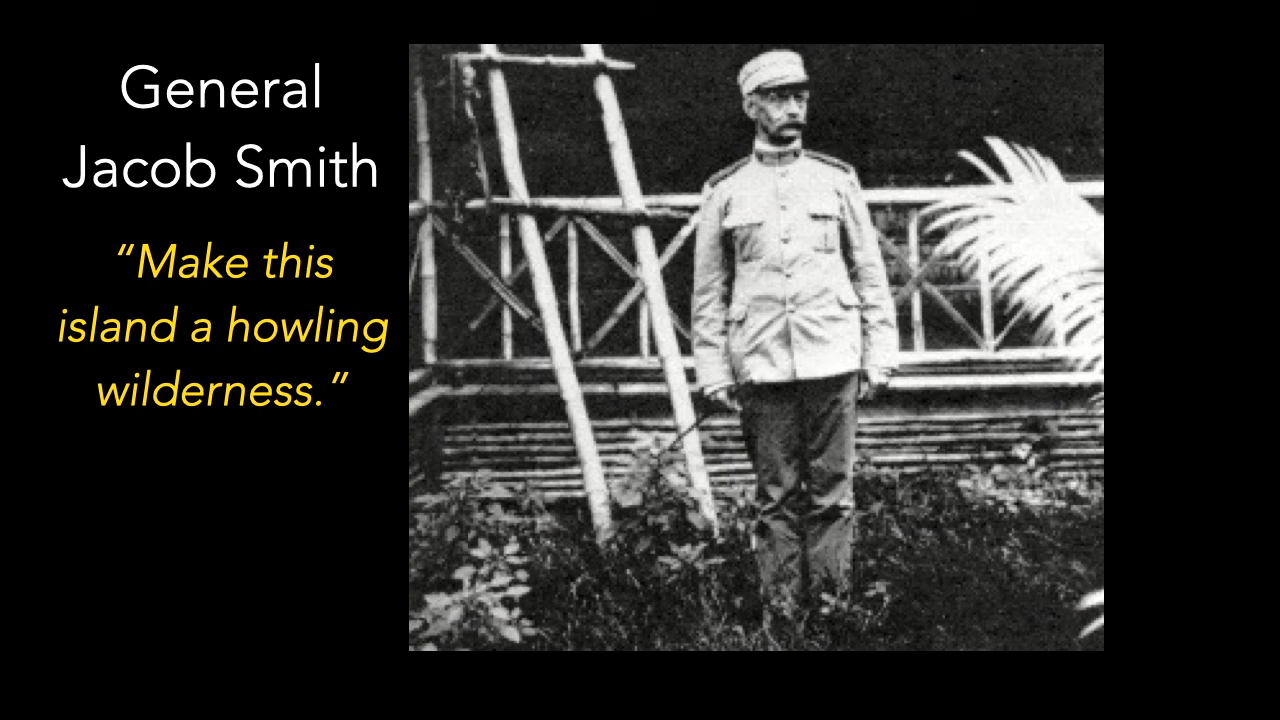 General
Jacob Smith
“Make this
island a howling
wilderness.”